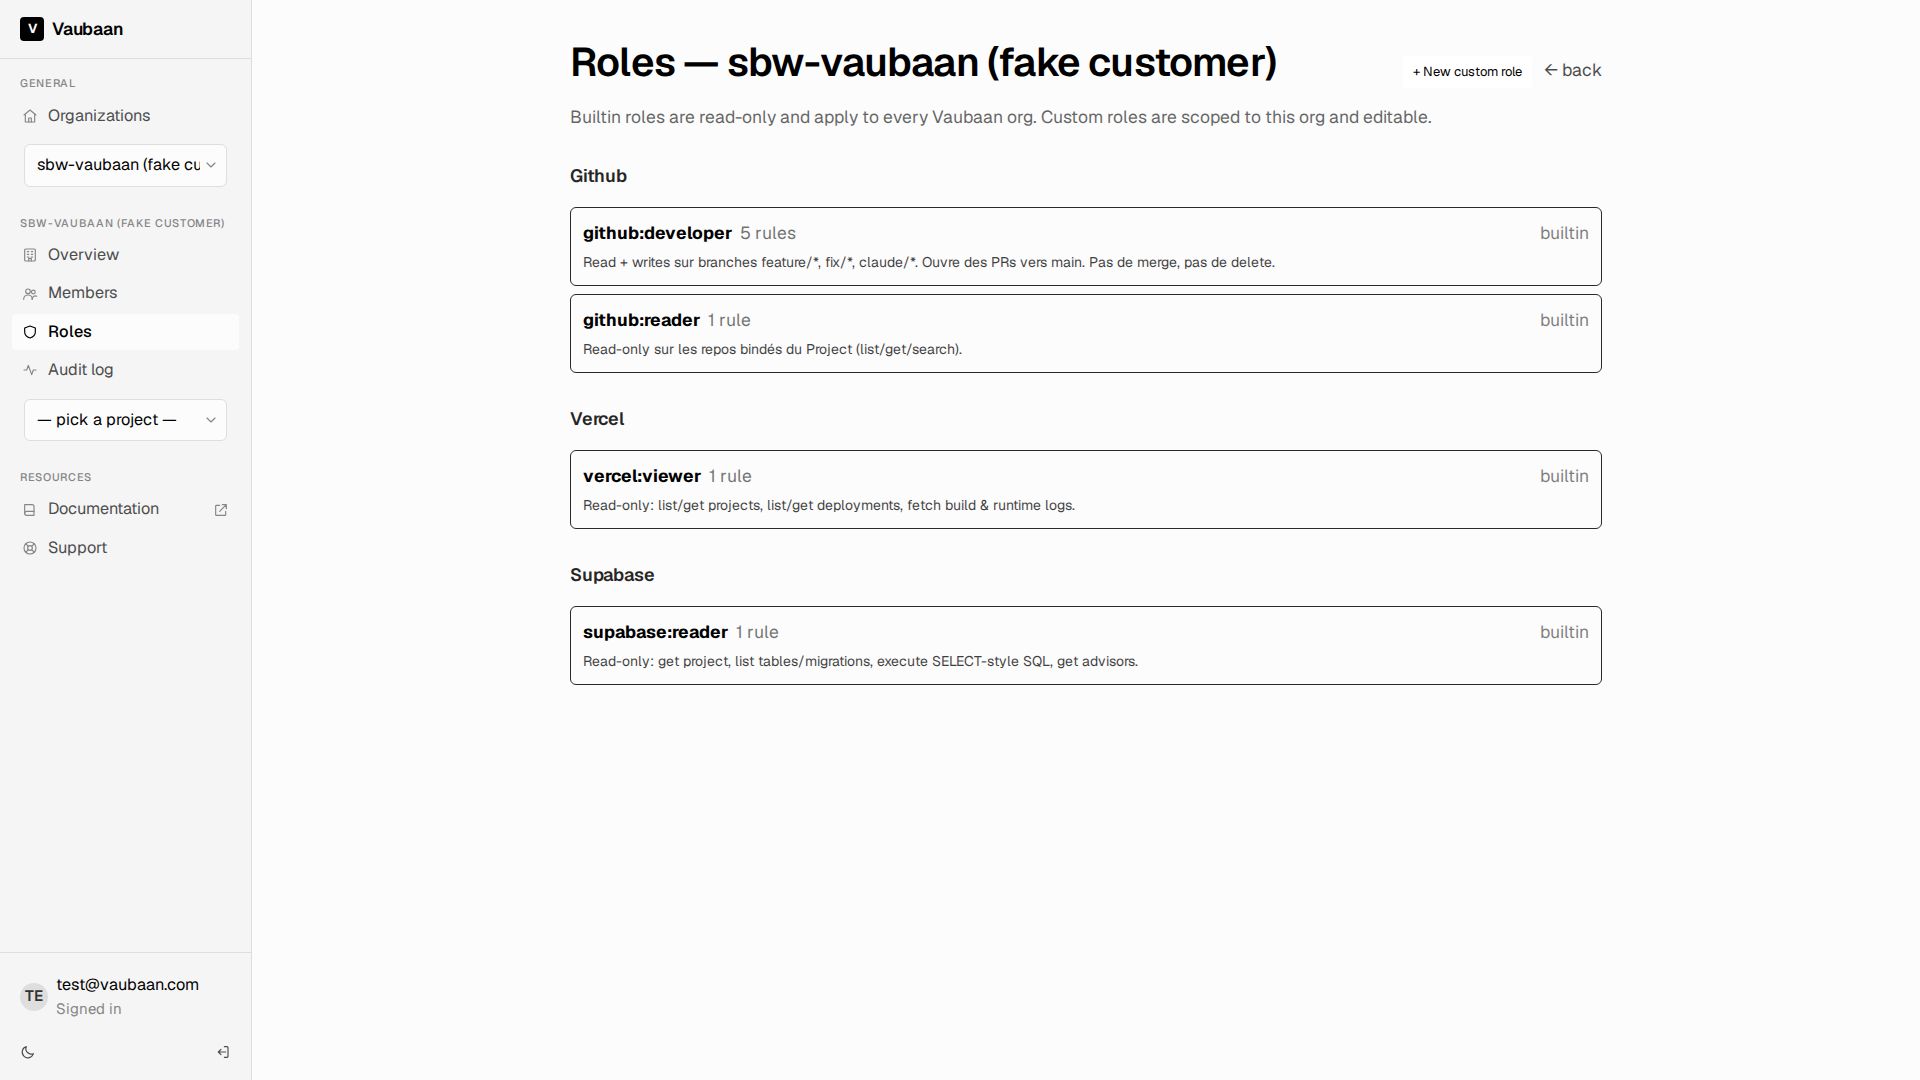 V Vaubaan
GENERAL
Organizations
sbw-vaubaan (fake cu
SBW-VAUBAAN (FAKE CUSTOMER)
Overview
Members
Roles
Audit log
— pick a project —
RESOURCES
Documentation
Support
TE
test@vaubaan.com
Signed in
Roles — sbw-vaubaan (fake customer)
+ New custom role
← back
Builtin roles are read-only and apply to every Vaubaan org. Custom roles are scoped to this org and editable.
Github
github:developer 5 rules builtin
Read + writes sur branches feature/*, fix/*, claude/*. Ouvre des PRs vers main. Pas de merge, pas de delete.
github:reader 1 rule builtin
Read-only sur les repos bindés du Project (list/get/search).
Vercel
vercel:viewer 1 rule builtin
Read-only: list/get projects, list/get deployments, fetch build & runtime logs.
Supabase
supabase:reader 1 rule builtin
Read-only: get project, list tables/migrations, execute SELECT-style SQL, get advisors.